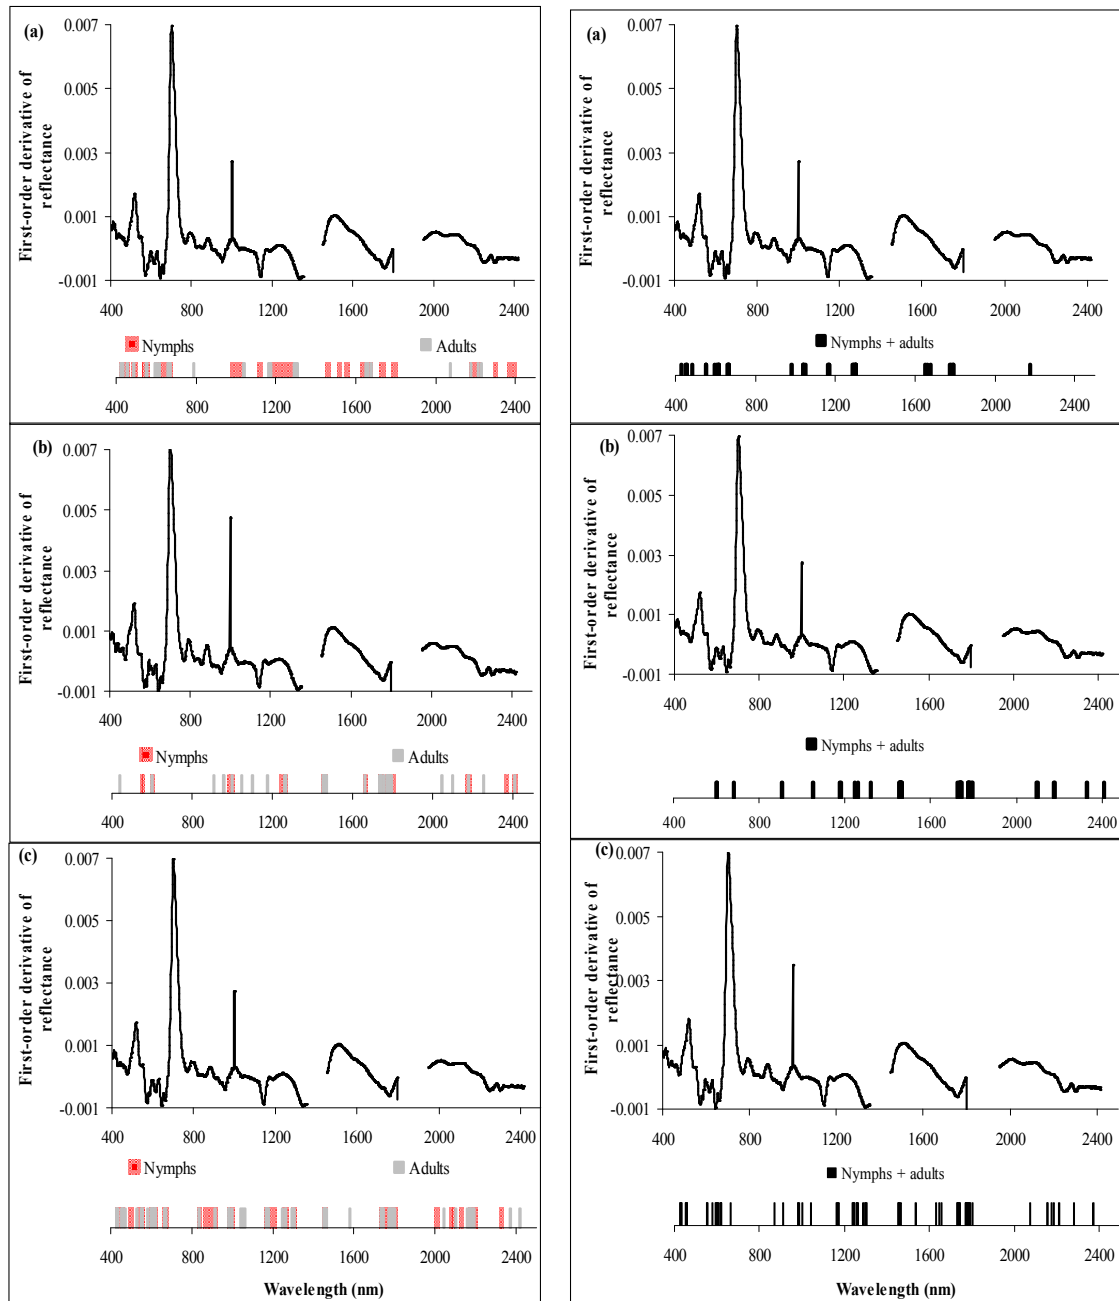 (a)
First-order derivative of
reflectance
0.007
0.005
0.003
0.001
-0.001
400 800 1200 1600 2000 2400
Nymphs Adults
400 800 1200 1600 2000 2400
(b)
First-order derivative of
reflectance
0.007
0.005
0.003
0.001
-0.001
400 800 1200 1600 2000 2400
Nymphs Adults
400 800 1200 1600 2000 2400
(c)
First-order derivative of
reflectance
0.007
0.005
0.003
0.001
-0.001
400 800 1200 1600 2000 2400
Nymphs Adults
400 800 1200 1600 2000 2400
Wavelength (nm)
(a)
First-order derivative of
reflectance
0.007
0.005
0.003
0.001
-0.001
400 800 1200 1600 2000 2400
Nymphs + adults
400 800 1200 1600 2000 2400
(b)
First-order derivative of
reflectance
0.007
0.005
0.003
0.001
-0.001
400 800 1200 1600 2000 2400
Nymphs + adults
400 800 1200 1600 2000 2400
(c)
First-order derivative of
reflectance
0.007
0.005
0.003
0.001
-0.001
400 800 1200 1600 2000 2400
Nymphs + adults
400 800 1200 1600 2000 2400
Wavelength (nm)